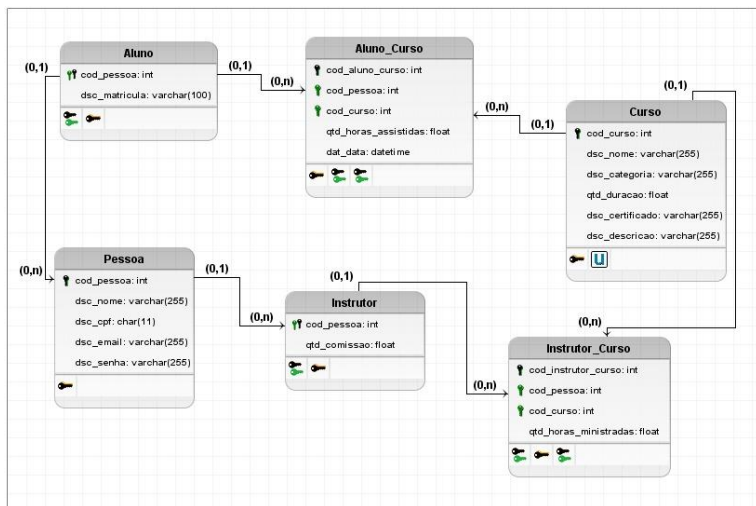 Aluno
cod_pessoa: int
dsc_matricula: varchar(100)
(0,1)
(0,1)
(0,n)
Aluno_Curso
cod_aluno_curso: int
cod_pessoa: int
cod_curso: int
qtd_horas_assistidas: float
dat_data: datetime
(0,n)
(0,1)
(0,1)
Curso
cod_curso: int
dsc_nome: varchar(255)
dsc_categoria: varchar(255)
qtd_duracao: float
dsc_certificado: varchar(255)
dsc_descricao: varchar(255)
u
(0,n)
Pessoa
cod_pessoa: int
dsc_nome: varchar(255)
dsc_cpf: char(11)
dsc_email: varchar(255)
dsc_senha: varchar(255)
(0,1)
(0,n)
(0,1)
Instrutor
cod_pessoa: int
qtd_comissao: float
(0,n)
(0,n)
Instrutor_Curso
cod_instrutor_curso: int
cod_pessoa: int
cod_curso: int
qtd_horas_ministradas: float